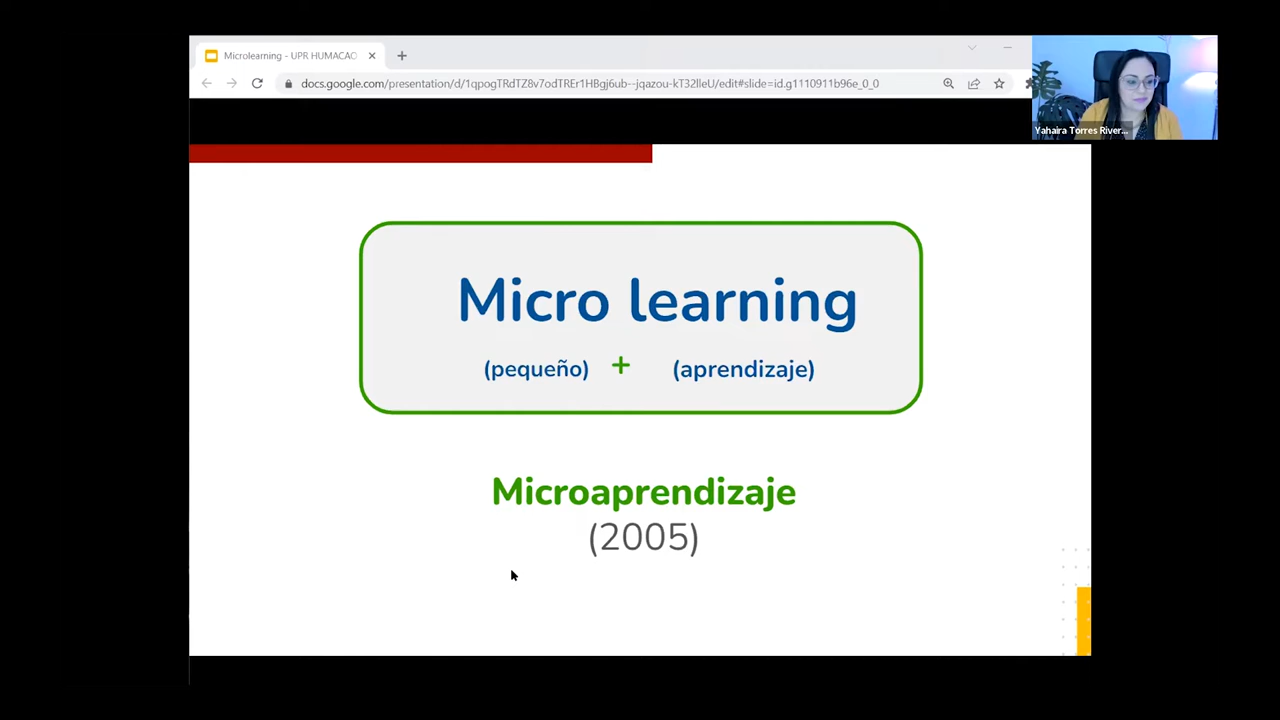 Microlearning - UPR HUMACAO
docs.google.com/presentation/d/1qpogTRdTZ8v7odTREr1HBgj6ub--jqazou-kT32lleU/edit#slide=id.g1110911b96e_0_0
Yahaira Torres River...
Micro learning
(pequeño) + (aprendizaje)
Microaprendizaje
(2005)